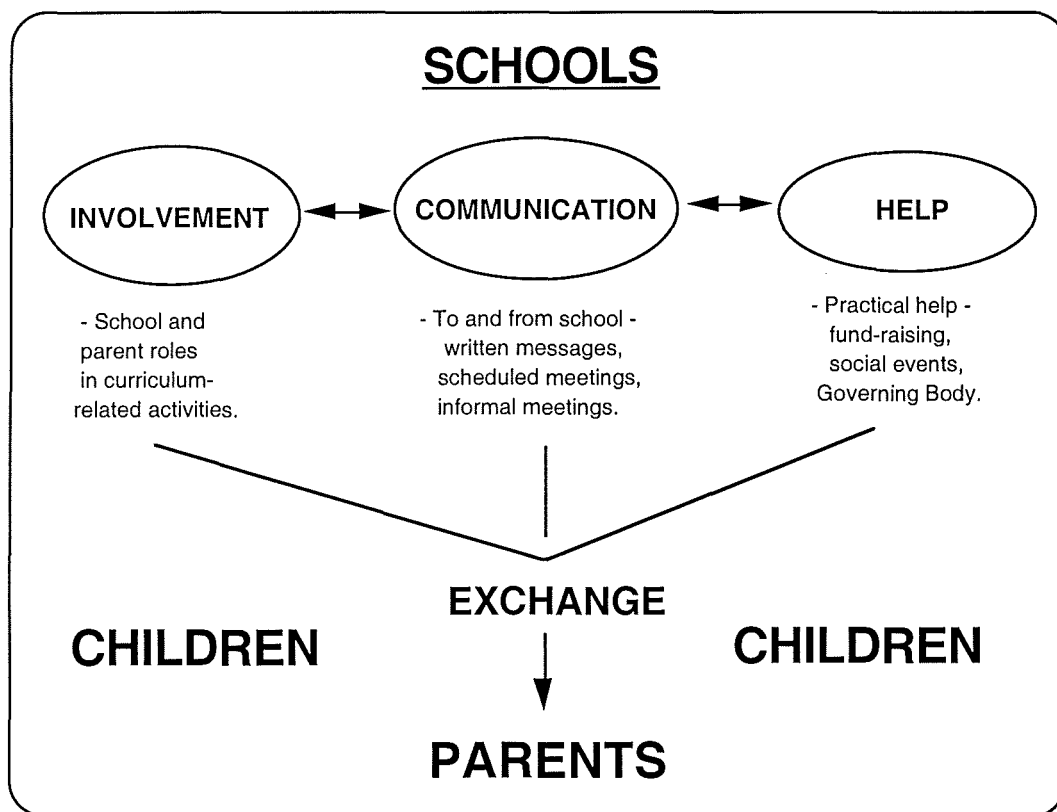 SCHOOLS
INVOLVEMENT
COMMUNICATION
HELP
- School and
parent roles
in curriculum-
related activities.
- To and from school -
written messages,
scheduled meetings,
informal meetings.
- Practical help -
fund-raising,
social events,
Governing Body.
EXCHANGE
CHILDREN
CHILDREN
PARENTS